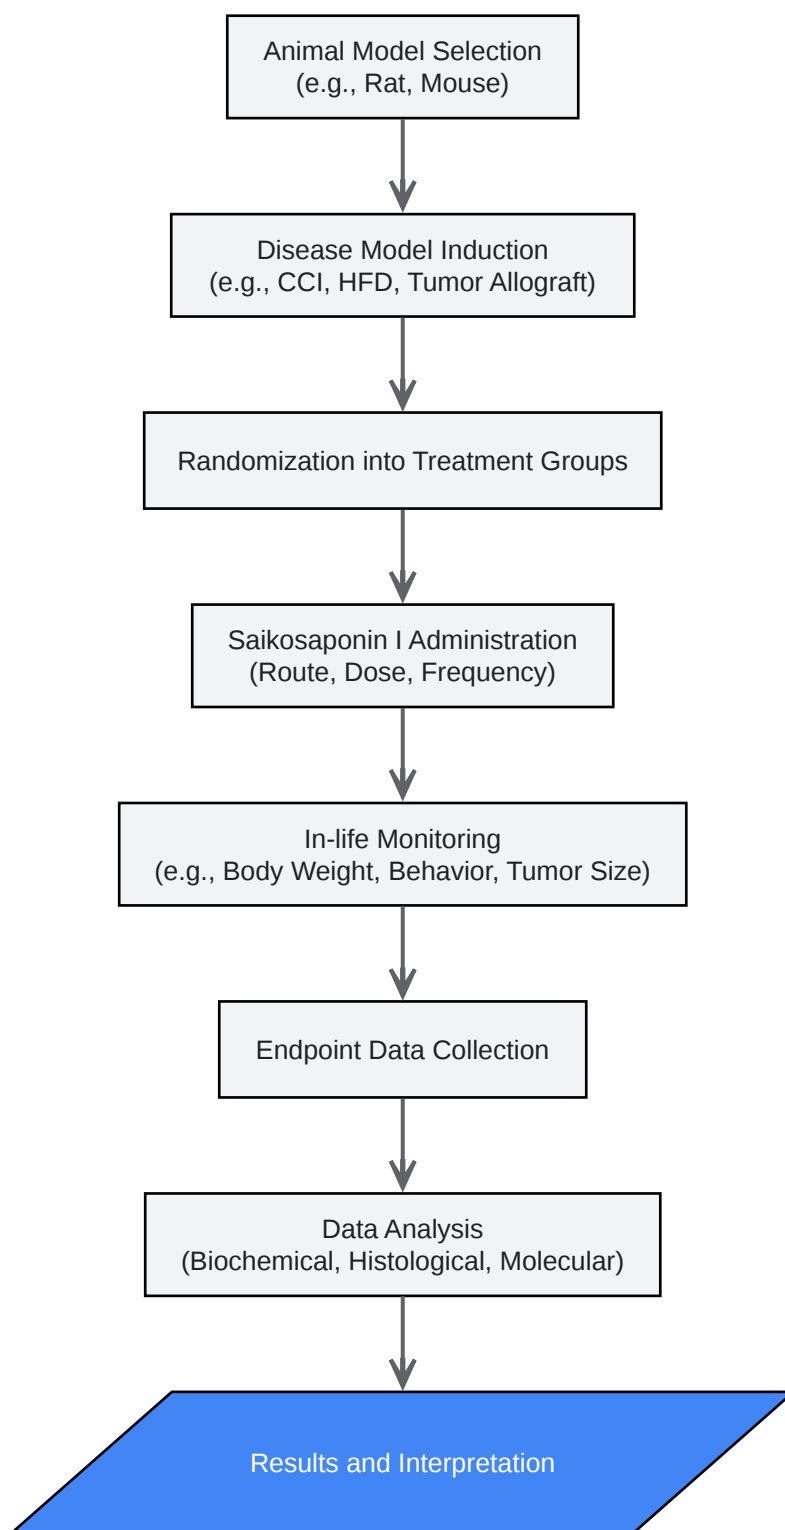 Animal Model Selection
(e.g., Rat, Mouse)
Disease Model Induction
(e.g., CCI, HFD, Tumor Allograft)
Randomization into Treatment Groups
Saikosaponin I Administration
(Route, Dose, Frequency)
In-life Monitoring
(e.g., Body Weight, Behavior, Tumor Size)
Endpoint Data Collection
Data Analysis
(Biochemical, Histological, Molecular)
Results and Interpretation